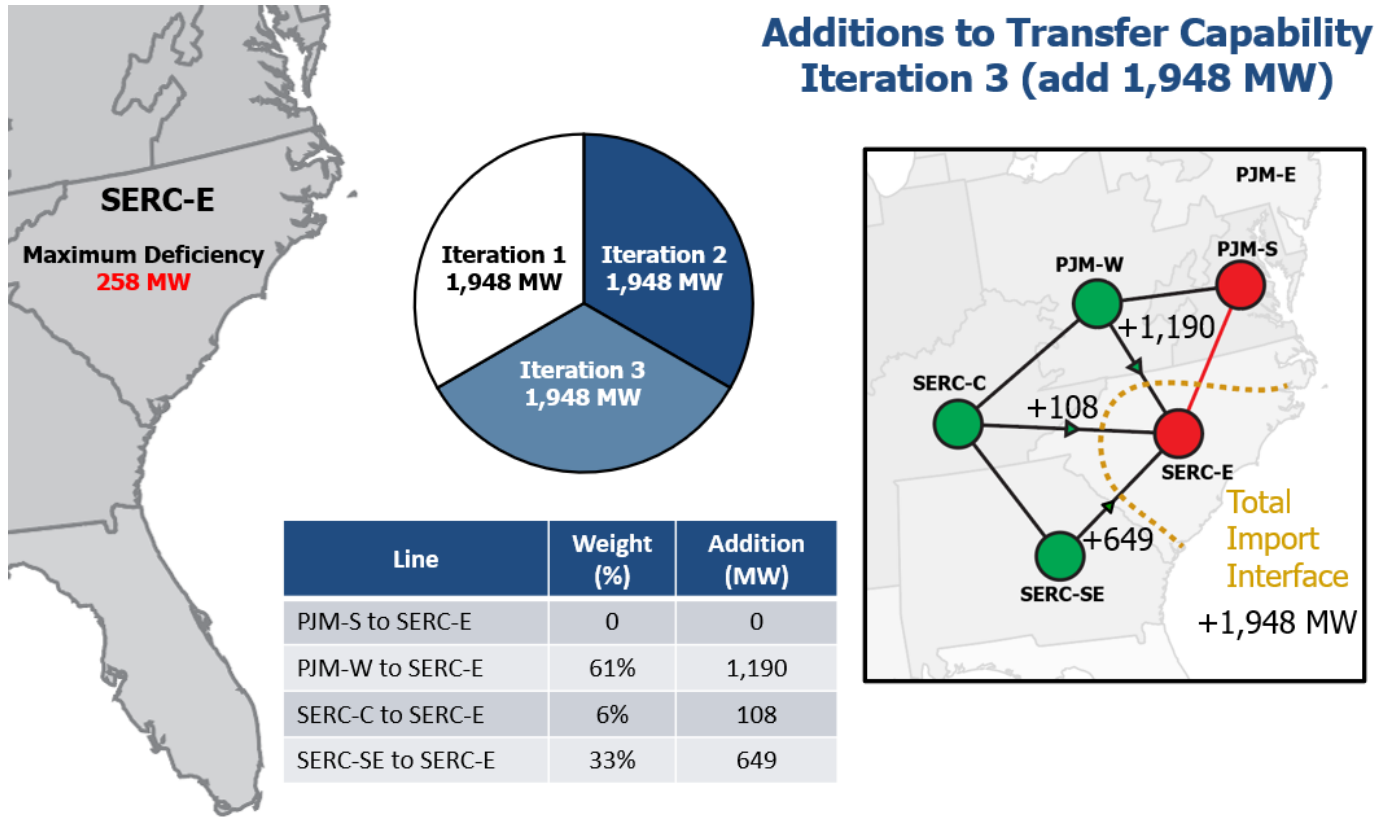 Additions to Transfer Capability
Iteration 3 (add 1,948 MW)
SERC-E
Maximum Deficiency
258 MW
Iteration 1
1,948 MW
Iteration 2
1,948 MW
Iteration 3
1,948 MW
Line Weight (%) Addition (MW)
PJM-S to SERC-E 0 0
PJM-W to SERC-E 61% 1,190
SERC-C to SERC-E 6% 108
SERC-SE to SERC-E 33% 649
PJM-E
PJM-S
PJM-W
+1,190
SERC-C
+108
SERC-E
+649
SERC-SE
Total
Import
Interface
+1,948 MW